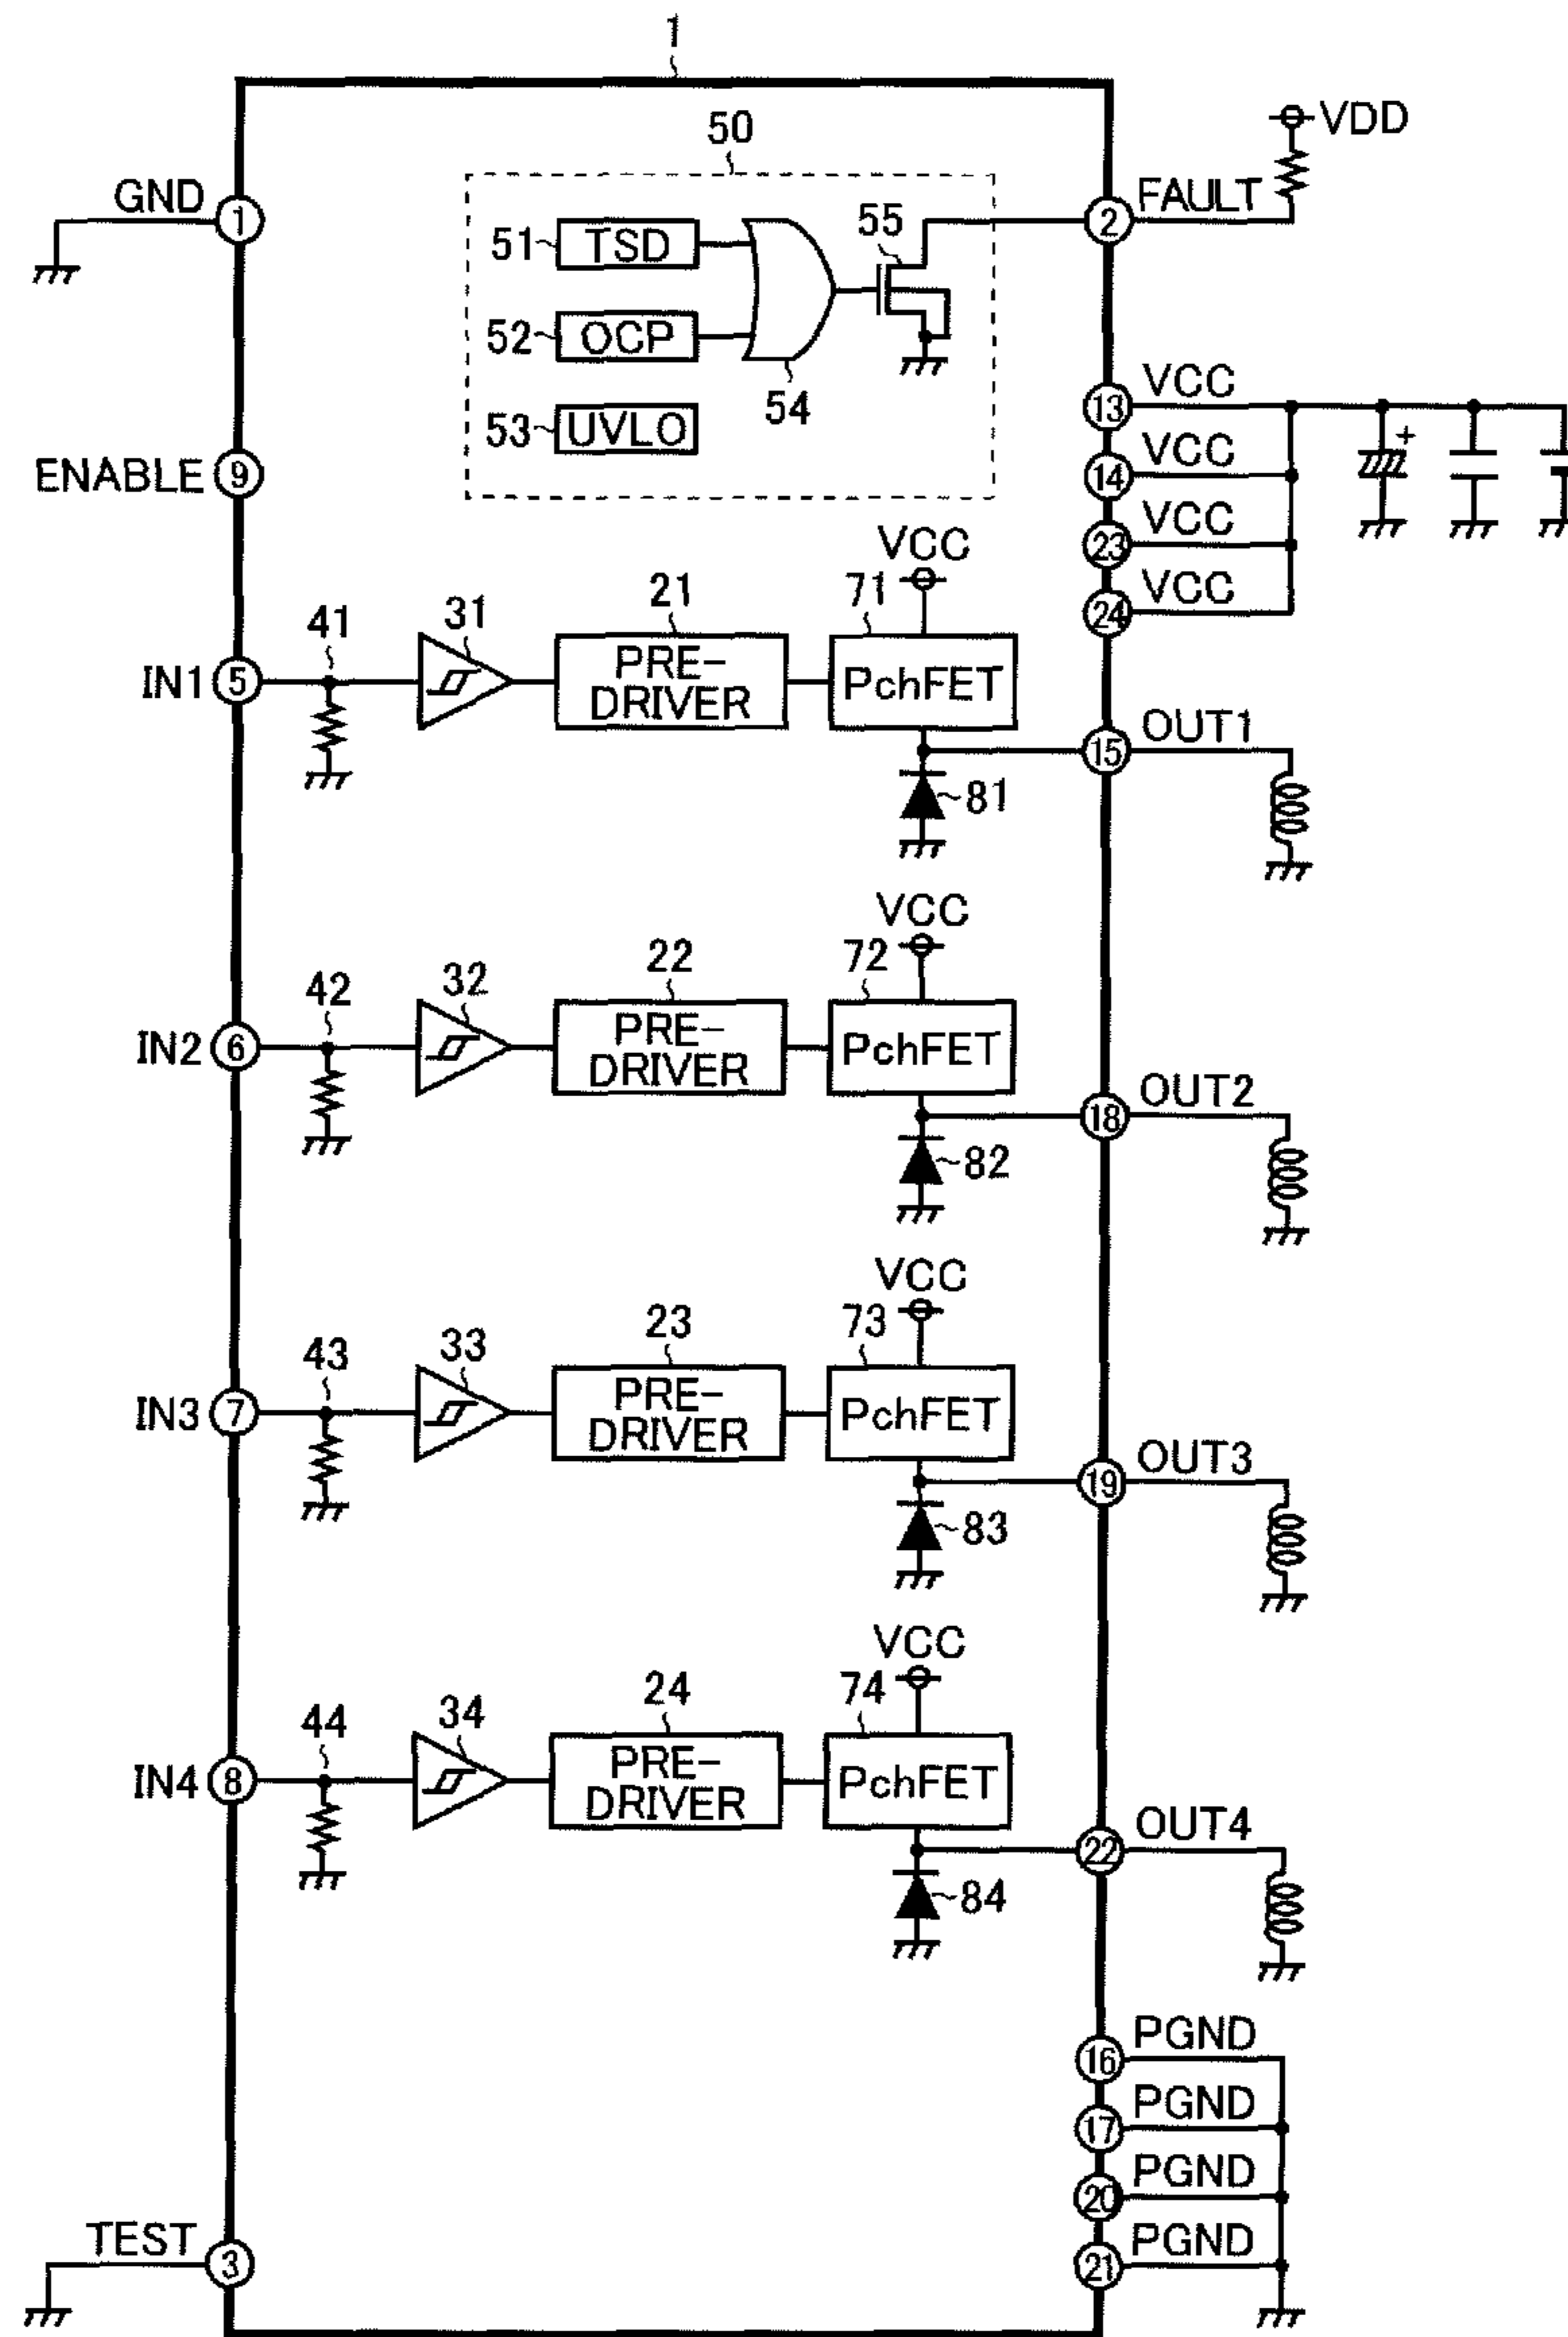 1
50
VDD
GND
1
2
FAULT
51
TSD
55
52
OCP
54
53
UVLO
ENABLE
9
13
VCC
+
14
VCC
23
VCC
24
VCC
VCC
IN1
5
41
31
21
PRE-
DRIVER
71
PchFET
15
OUT1
81
VCC
IN2
6
42
32
22
PRE-
DRIVER
72
PchFET
18
OUT2
82
VCC
IN3
7
43
33
23
PRE-
DRIVER
73
PchFET
19
OUT3
83
VCC
IN4
8
44
34
24
PRE-
DRIVER
74
PchFET
22
OUT4
84
16
PGND
17
PGND
20
PGND
21
PGND
TEST
3